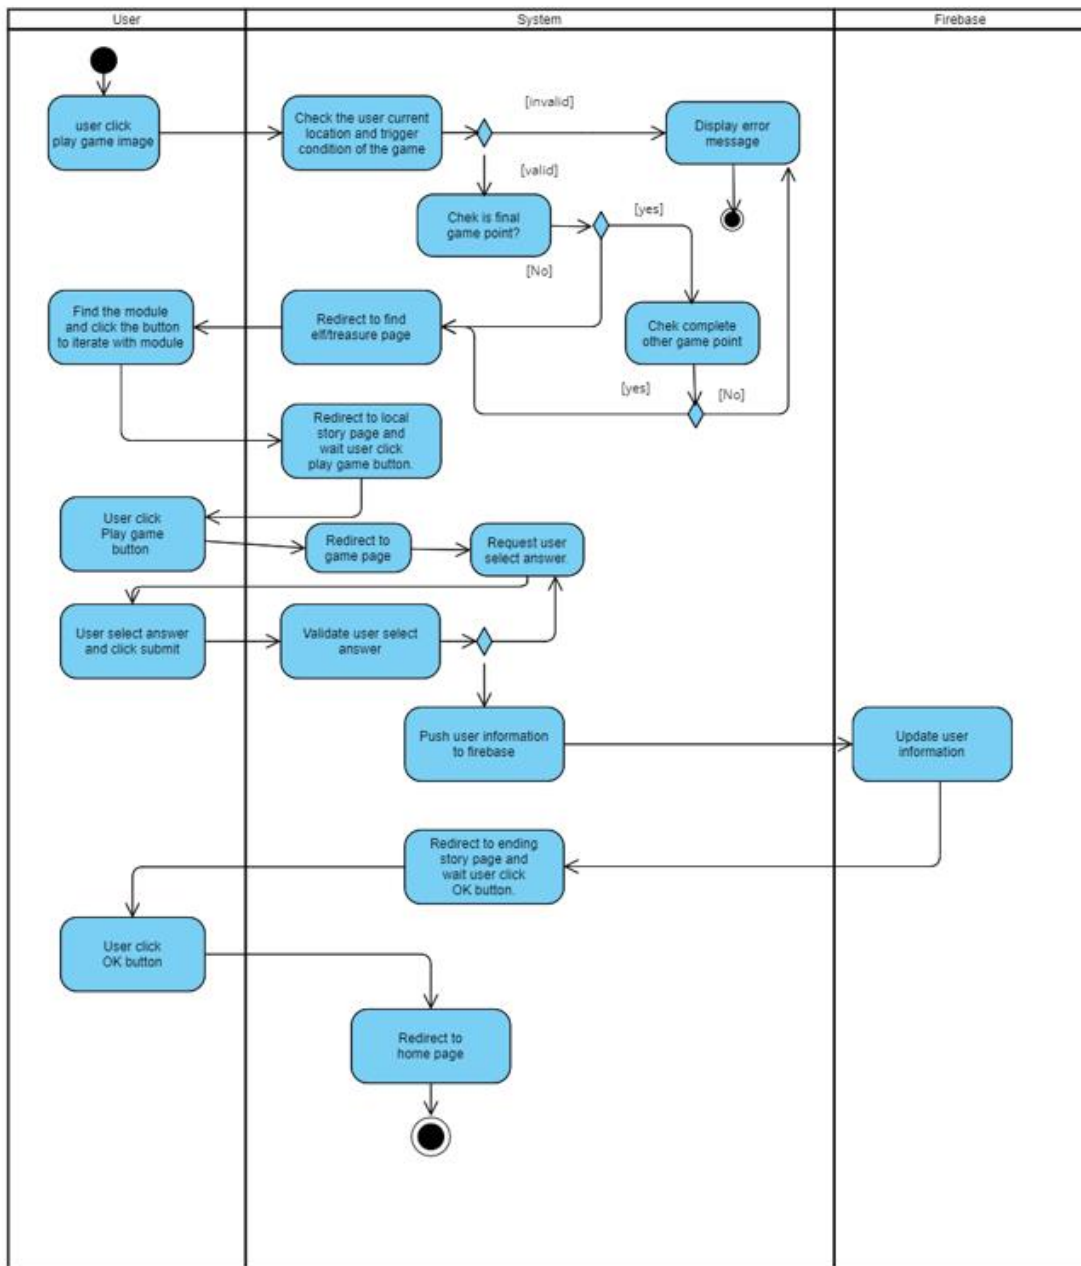 User
System
Firebase
user click
play game image
Check the user current
location and trigger
condition of the game
[invalid]
Display error
message
[valid]
Chek is final
game point?
[yes]
[No]
Find the module
and click the button
to iterate with module
Redirect to find
elf/treasure page
Chek complete
other game point
[yes]
[No]
Redirect to local
story page and
wait user click
play game button.
User click
Play game
button
Redirect to
game page
Request user
select answer.
User select answer
and click submit
Validate user select
answer
Push user information
to firebase
Update user
information
Redirect to ending
story page and
wait user click
OK button.
User click
OK button
Redirect to
home page